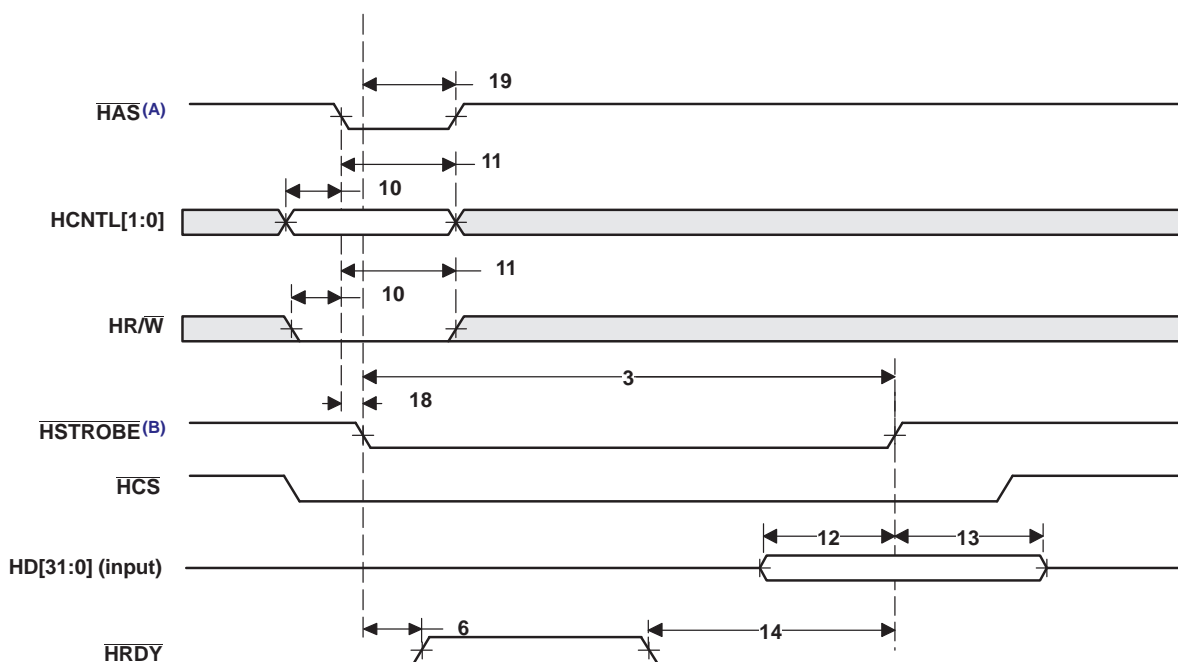 19
HAS(A)
11
10
HCNTL[1:0]
11
10
HR/W
3
18
HSTROBE(B)
HCS
12 13
HD[31:0] (input)
6 14
HRDY